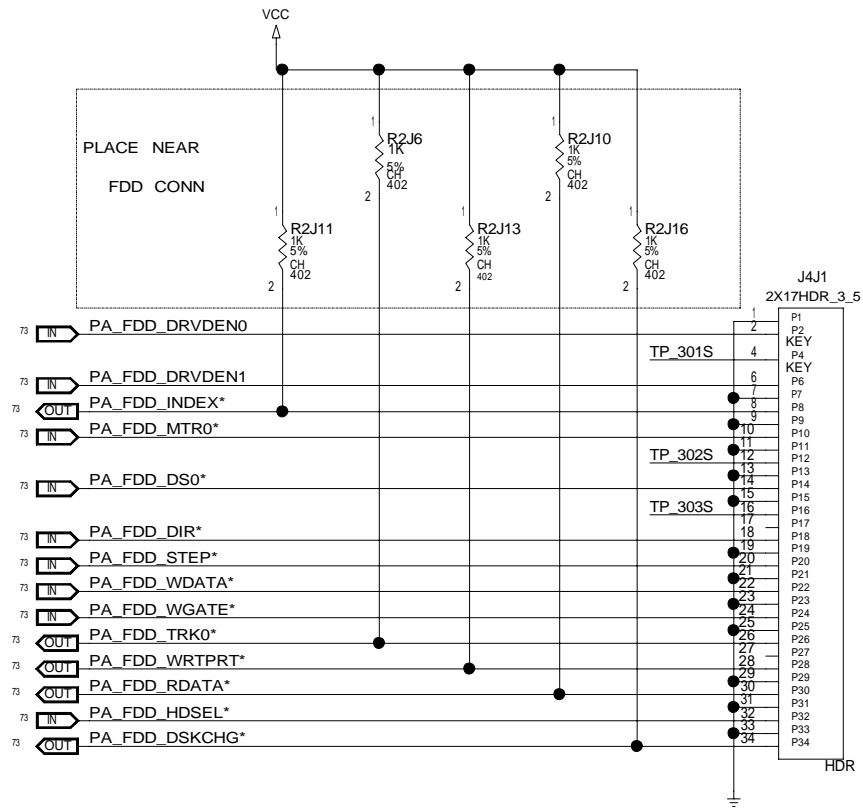 VCC
PLACE NEAR
FDD CONN
1
R2J6
1K
5%
CH
402
2
1
R2J10
1K
5%
CH
402
2
1
R2J11
1K
5%
CH
402
2
1
R2J13
1K
5%
CH
402
2
1
R2J16
1K
5%
CH
402
2
J4J1
2X17HDR_3_5
1 P1
73 IN PA_FDD_DRVDEN0 2 P2
KEY
TP_301S 4 P4
KEY
73 IN PA_FDD_DRVDEN1 6 P6
7 P7
73 OUT PA_FDD_INDEX* 8 P8
9 P9
73 IN PA_FDD_MTR0* 10 P10
11 P11
TP_302S 12 P12
13 P13
73 IN PA_FDD_DS0* 14 P14
15 P15
TP_303S 16 P16
17 P17
73 IN PA_FDD_DIR* 18 P18
19 P19
73 IN PA_FDD_STEP* 20 P20
21 P21
73 IN PA_FDD_WDATA* 22 P22
23 P23
73 IN PA_FDD_WGATE* 24 P24
25 P25
73 OUT PA_FDD_TRK0* 26 P26
27 P27
73 OUT PA_FDD_WRTPRT* 28 P28
29 P29
73 OUT PA_FDD_RDATA* 30 P30
31 P31
73 IN PA_FDD_HDSEL* 32 P32
33 P33
73 OUT PA_FDD_DSKCHG* 34 P34
HDR